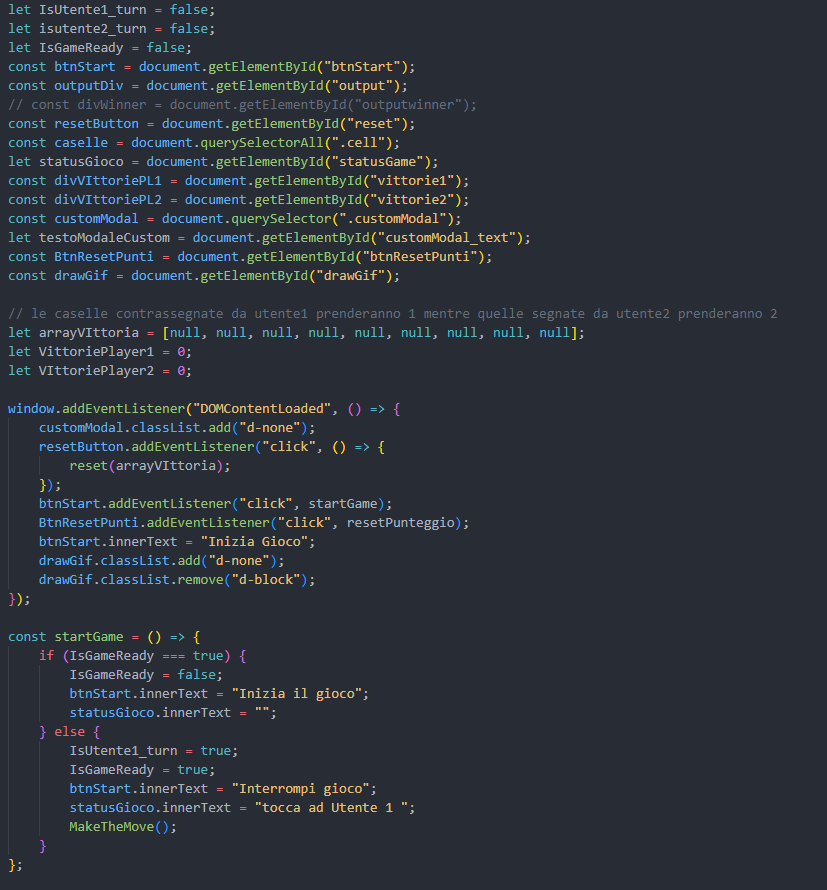 let IsUtente1_turn = false;
let isutente2_turn = false;
let IsGameReady = false;
const btnStart = document.getElementById("btnStart");
const outputDiv = document.getElementById("output");
// const divWinner = document.getElementById("outputwinner");
const resetButton = document.getElementById("reset");
const caselle = document.querySelectorAll(".cell");
let statusGioco = document.getElementById("statusGame");
const divVIttoriePL1 = document.getElementById("vittorie1");
const divVIttoriePL2 = document.getElementById("vittorie2");
const customModal = document.querySelector(".customModal");
let testoModaleCustom = document.getElementById("customModal_text");
const BtnResetPunti = document.getElementById("btnResetPunti");
const drawGif = document.getElementById("drawGif");
// le caselle contrassegnate da utente1 prenderanno 1 mentre quelle segnate da utente2 prenderanno 2
let arrayVIttoria = [null, null, null, null, null, null, null, null, null];
let VittoriePlayer1 = 0;
let VIttoriePlayer2 = 0;
window.addEventListener("DOMContentLoaded", () => {
    customModal.classList.add("d-none");
    resetButton.addEventListener("click", () => {
        reset(arrayVIttoria);
    });
    btnStart.addEventListener("click", startGame);
    BtnResetPunti.addEventListener("click", resetPunteggio);
    btnStart.innerText = "Inizia Gioco";
    drawGif.classList.add("d-none");
    drawGif.classList.remove("d-block");
});
const startGame = () => {
    if (IsGameReady === true) {
        IsGameReady = false;
        btnStart.innerText = "Inizia il gioco";
        statusGioco.innerText = "";
    } else {
        IsUtente1_turn = true;
        IsGameReady = true;
        btnStart.innerText = "Interrompi gioco";
        statusGioco.innerText = "tocca ad Utente 1 ";
        MakeTheMove();
    }
};